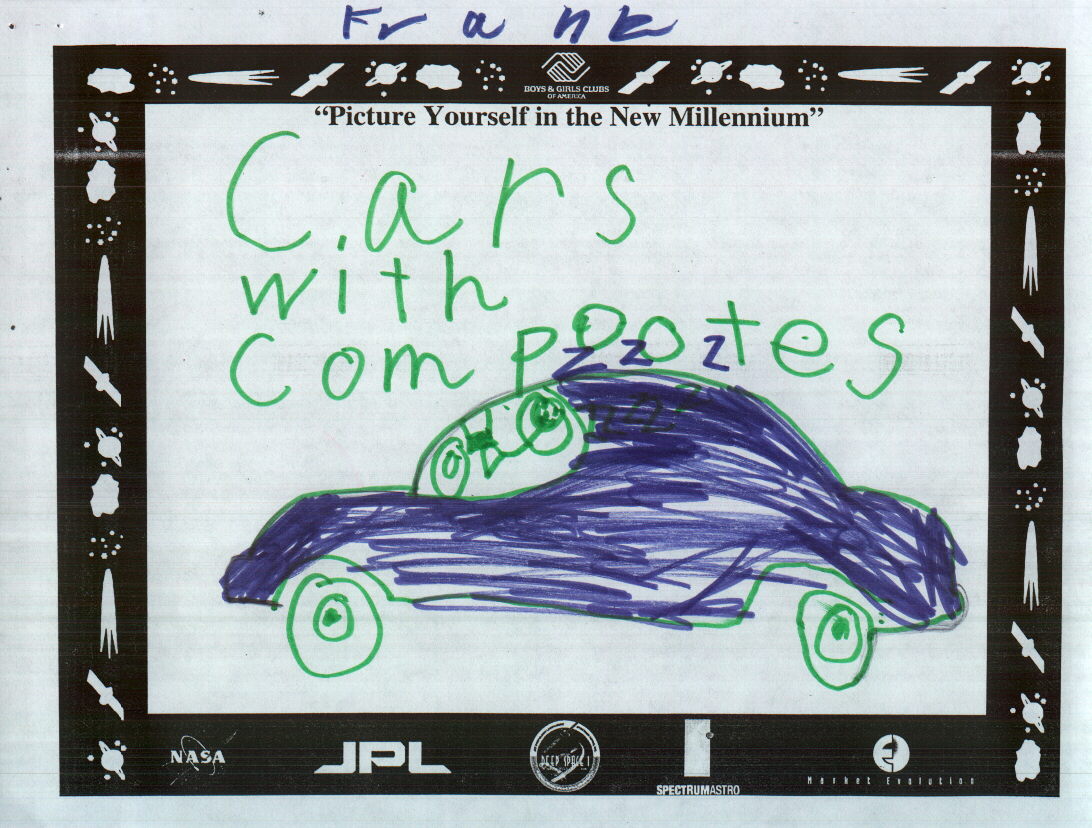 Frank
BOYS & GIRLS CLUBS
OF AMERICA
“Picture Yourself in the New Millennium”
Cars
with
compootes
z z z
zzz
NASA
JPL
DEEP SPACE 1
SPECTRUMASTRO
Market Evolution